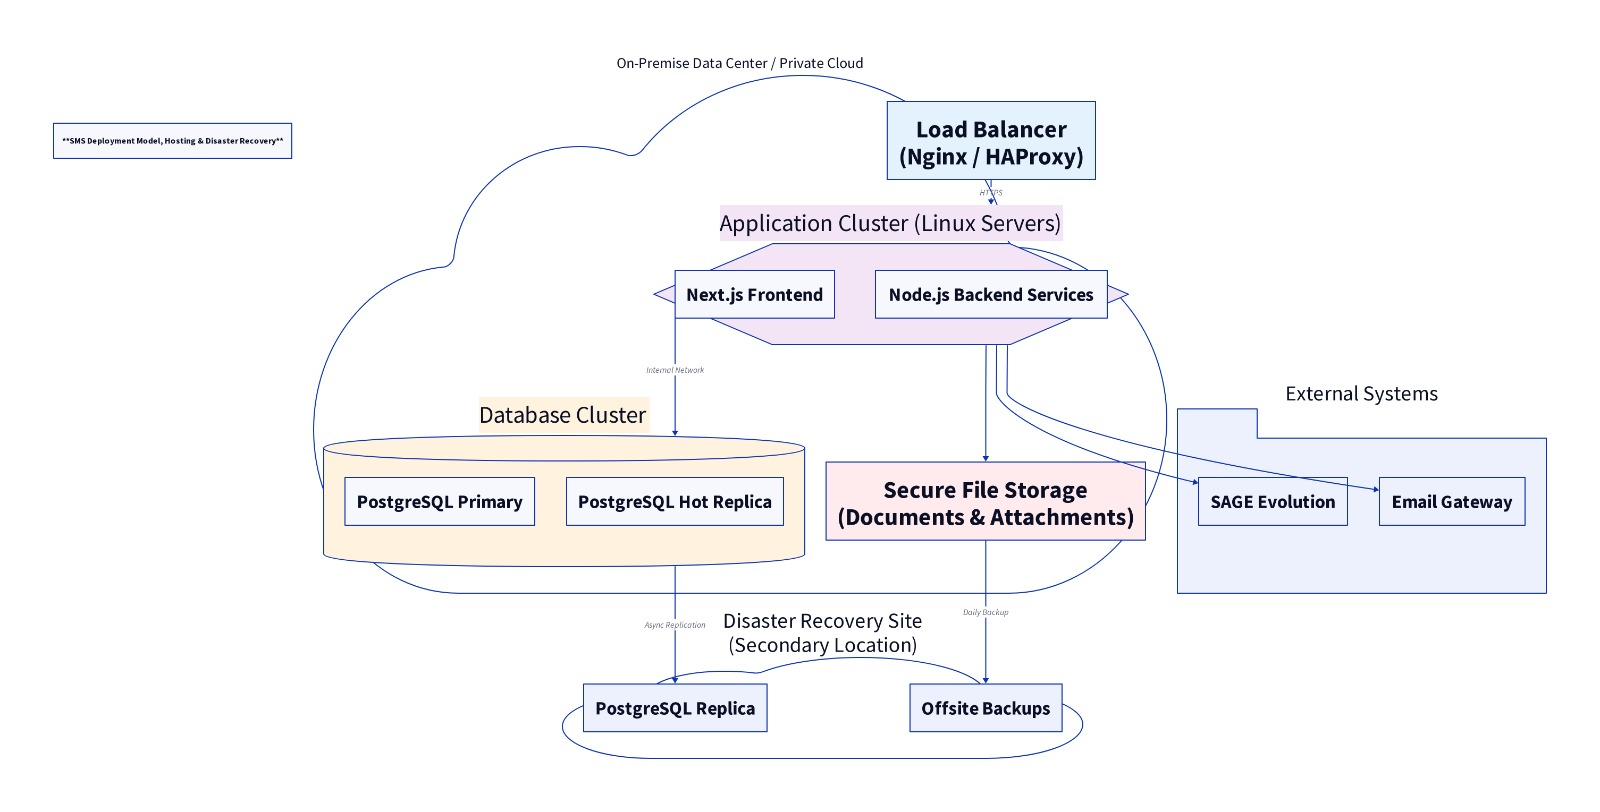 On-Premise Data Center / Private Cloud
**SMS Deployment Model, Hosting & Disaster Recovery**
Load Balancer
(Nginx / HAProxy)
HTTPS
Application Cluster (Linux Servers)
Next.js Frontend
Node.js Backend Services
Internal Network
Database Cluster
External Systems
PostgreSQL Primary
PostgreSQL Hot Replica
Secure File Storage
(Documents & Attachments)
SAGE Evolution
Email Gateway
Async Replication
Daily Backup
Disaster Recovery Site
(Secondary Location)
PostgreSQL Replica
Offsite Backups